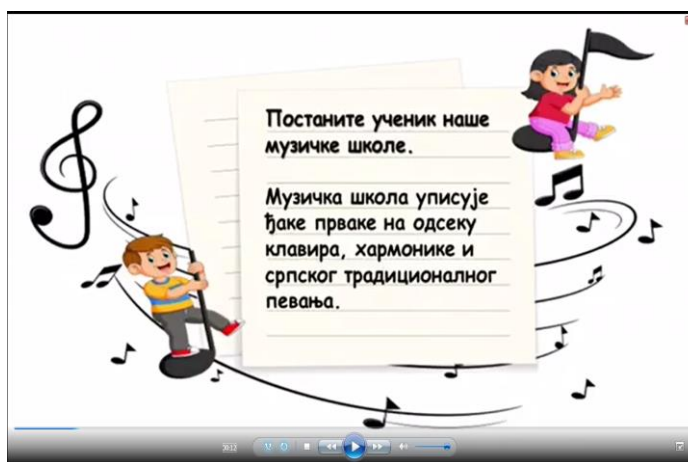 Постаните ученик наше
музичке школе.
Музичка школа уписује
ђаке прваке на одсеку
клавира, хармонике и
српског традиционалног
певања.